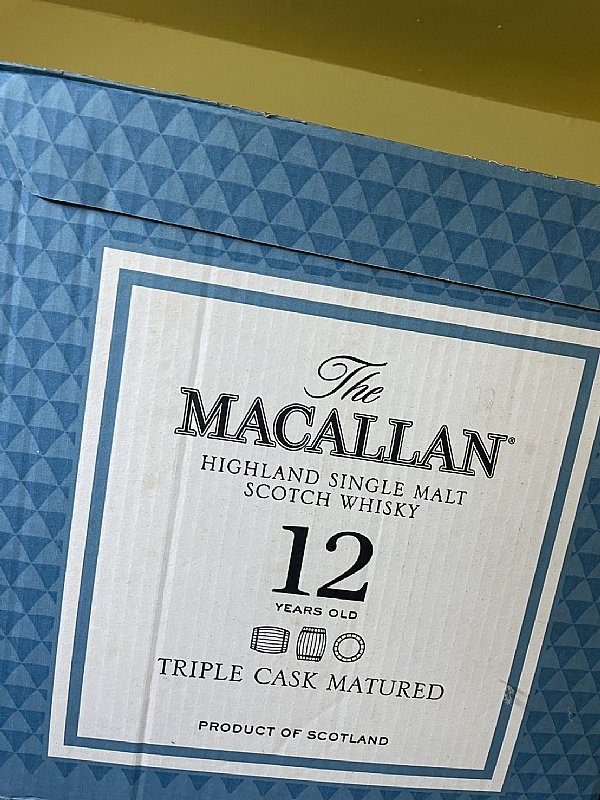 The
MACALLAN®
HIGHLAND SINGLE MALT
SCOTCH WHISKY
12
YEARS OLD
TRIPLE CASK MATURED
PRODUCT OF SCOTLAND